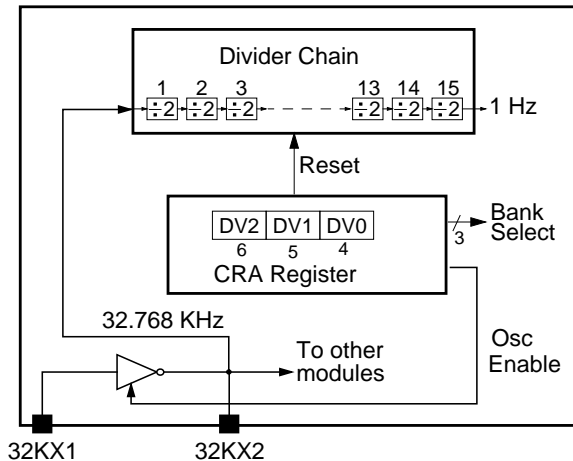 Divider Chain
1 2 3 13 14 15
÷2 ÷2 ÷2 ÷2 ÷2 ÷2 1 Hz
Reset
DV2 DV1 DV0
6 5 4
CRA Register
3
Bank
Select
32.768 KHz
To other
modules
Osc
Enable
32KX1 32KX2